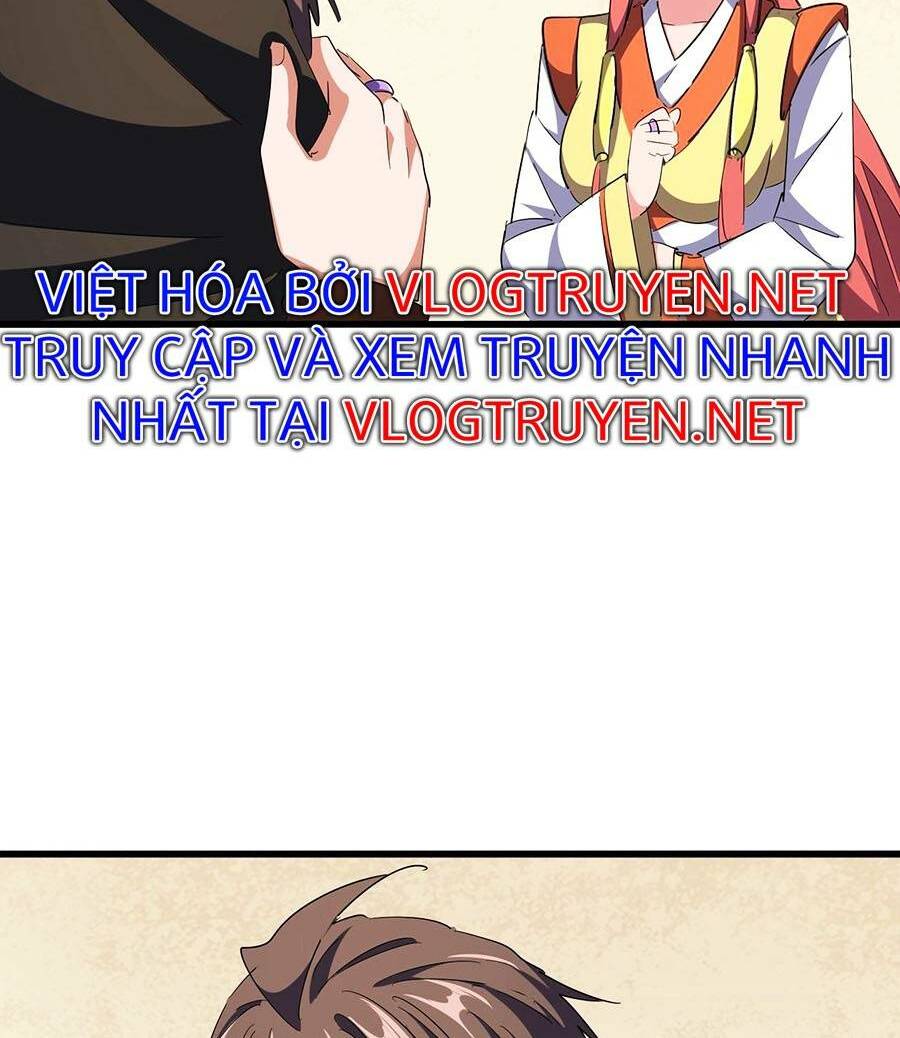 VIỆT HÓA BỞI VLOGTRUYEN.NET
TRUY CẬP VÀ XEM TRUYỆN NHANH
NHẤT TẠI VLOGTRUYEN.NET